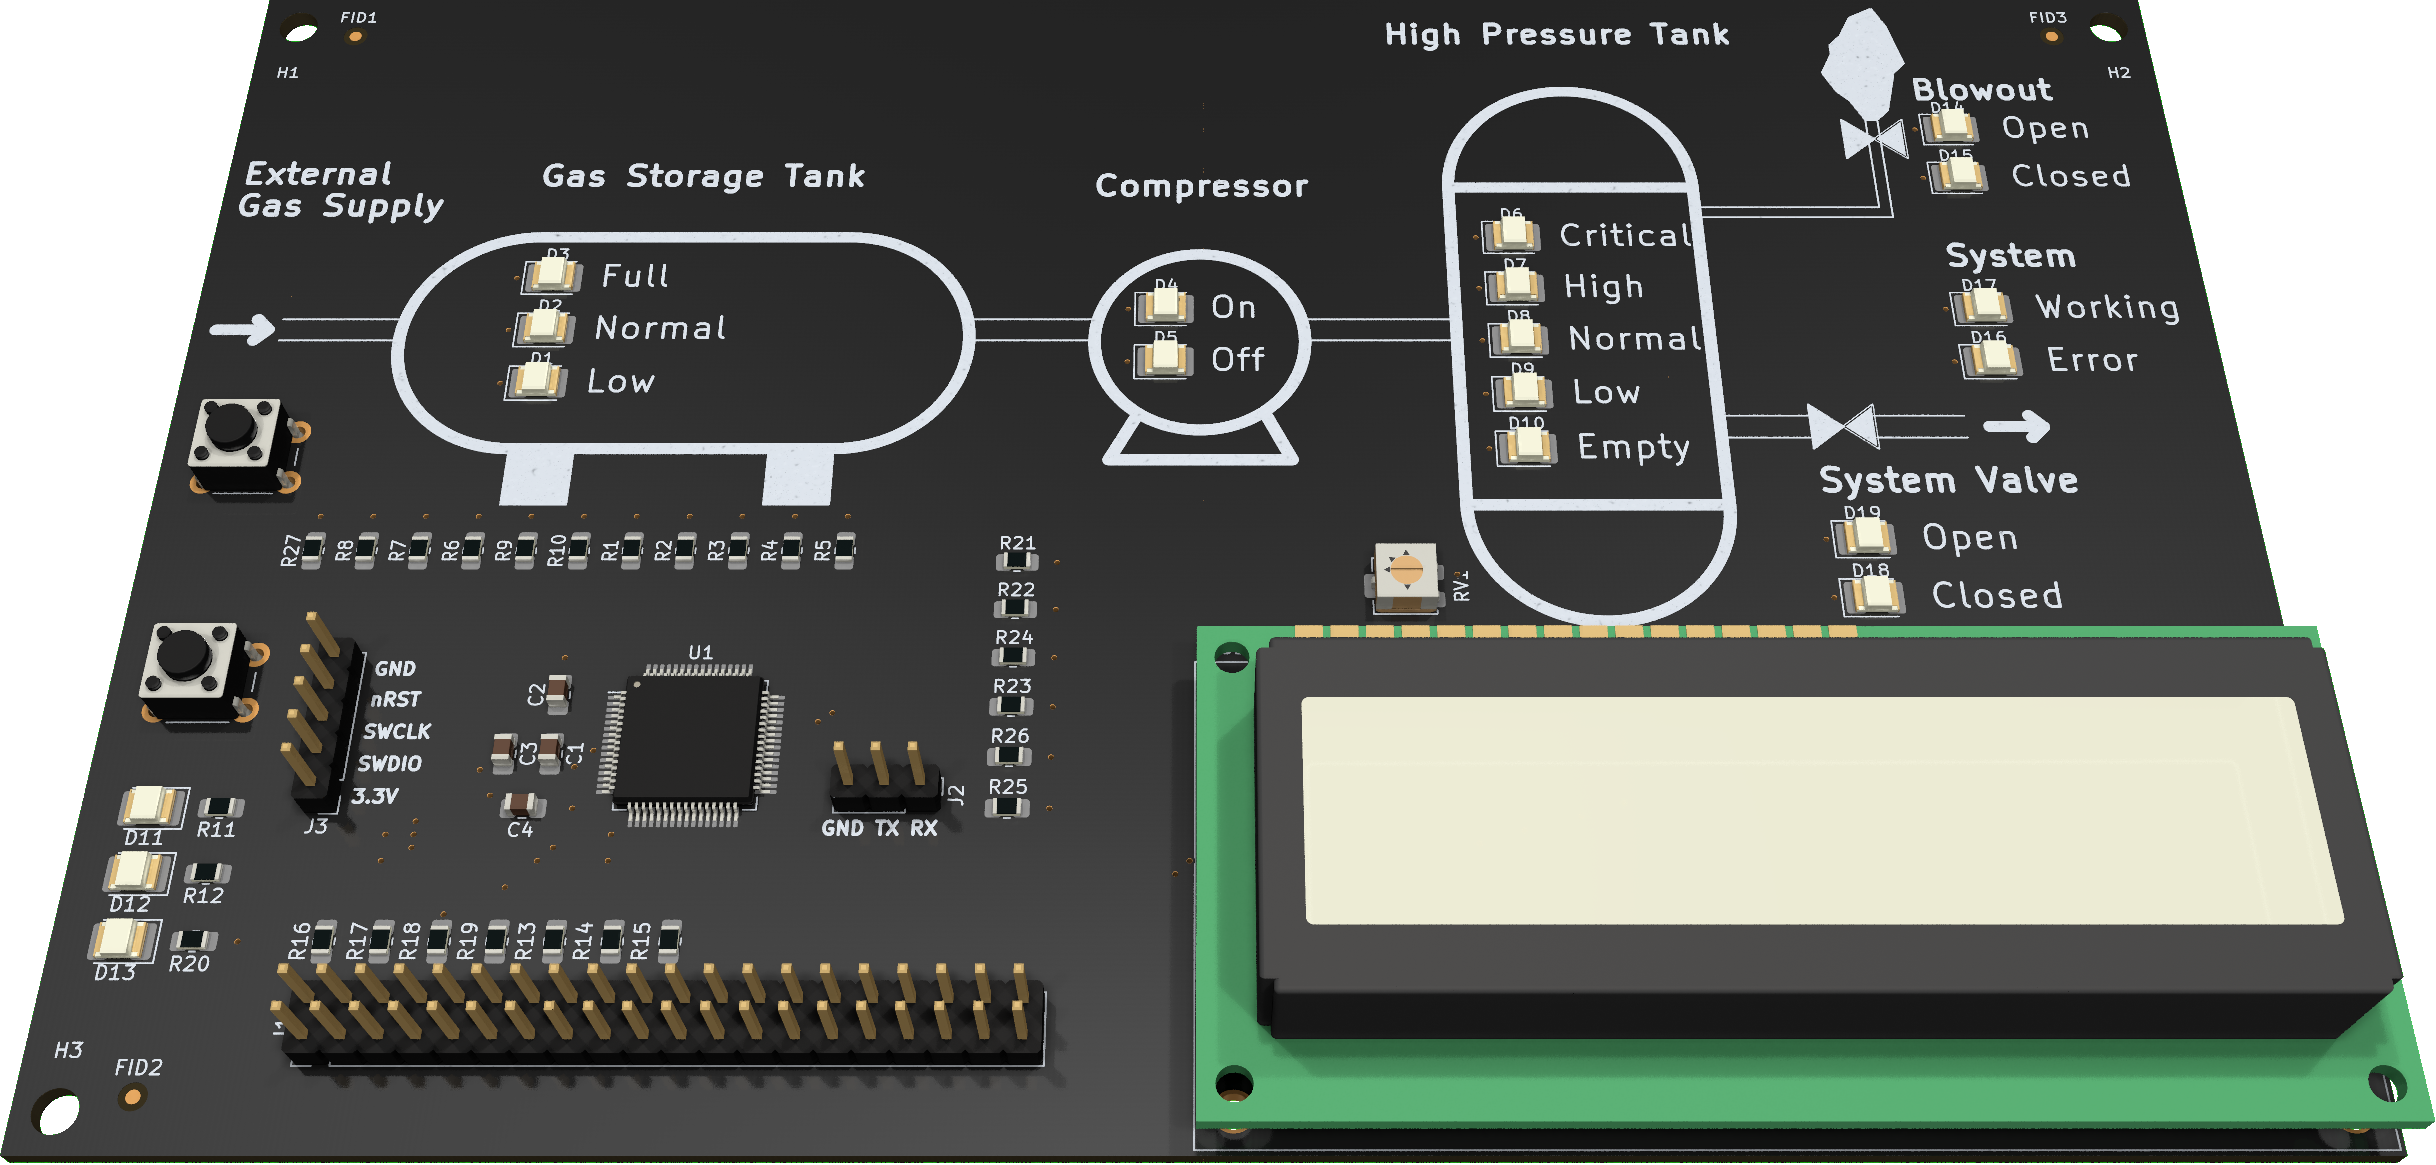 FID1
H1
High Pressure Tank
FID3
H2
Blowout
D14
Open
D15
Closed
External
Gas Supply
Gas Storage Tank
Compressor
D3
Full
D2
Normal
D1
Low
D4
On
D5
Off
D6
Critical
D7
High
D8
Normal
D9
Low
D10
Empty
System
D17
Working
D16
Error
System Valve
D19
Open
D18
Closed
R27
R8
R7
R6
R9
R10
R1
R2
R3
R4
R5
R21
R22
R24
R23
R26
R25
RV1
GND
nRST
SWCLK
SWDIO
3.3V
J3
U1
C2
C3
C1
C4
J2
GND TX RX
D11
R11
D12
R12
D13
R20
R16
R17
R18
R19
R13
R14
R15
H3
FID2